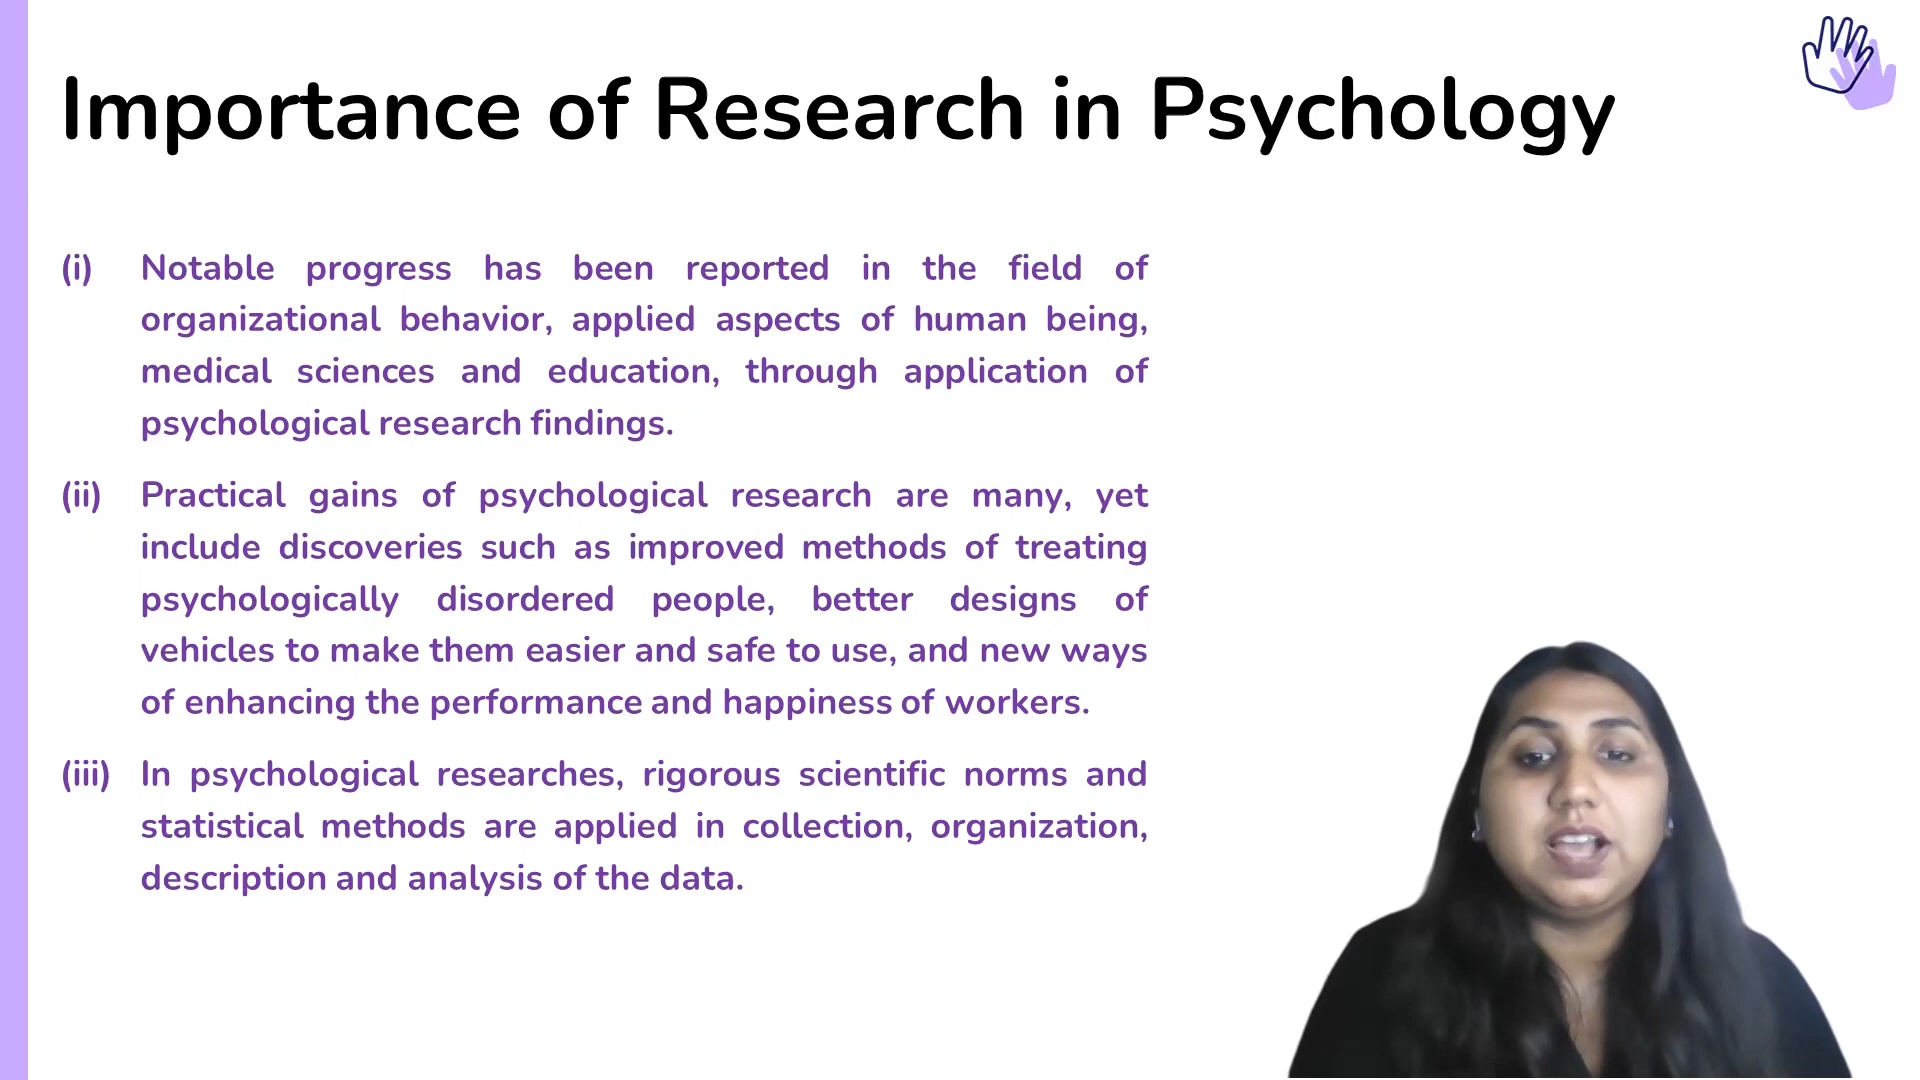 Importance of Research in Psychology
(i) Notable progress has been reported in the field of
organizational behavior, applied aspects of human being,
medical sciences and education, through application of
psychological research findings.
(ii) Practical gains of psychological research are many, yet
include discoveries such as improved methods of treating
psychologically disordered people, better designs of
vehicles to make them easier and safe to use, and new ways
of enhancing the performance and happiness of workers.
(iii) In psychological researches, rigorous scientific norms and
statistical methods are applied in collection, organization,
description and analysis of the data.